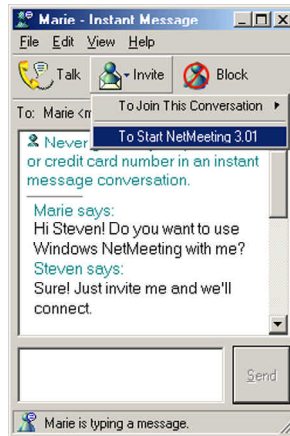 Marie - Instant Message
File Edit View Help
Talk Invite Block
To Join This Conversation
To: Marie <m
To Start NetMeeting 3.01
Never
or credit card number in an instant
message conversation.
Marie says:
Hi Steven! Do you want to use
Windows NetMeeting with me?
Steven says:
Sure! Just invite me and we'll
connect.
Send
Marie is typing a message.